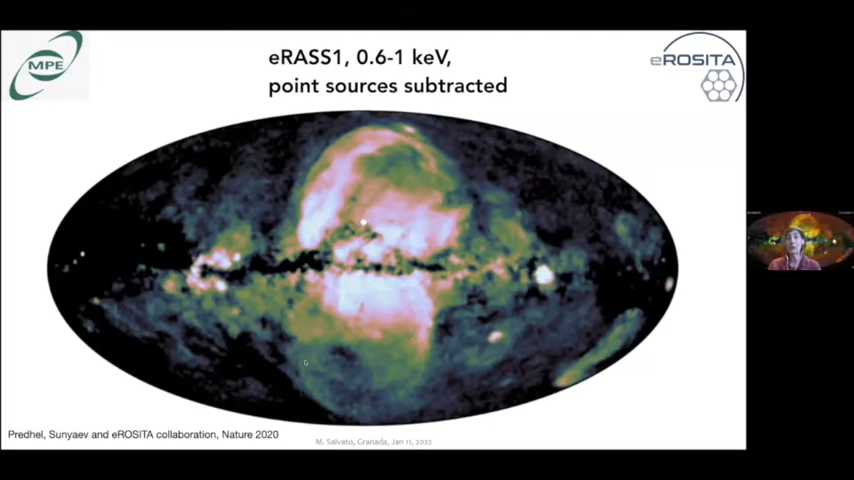 MPE
eRASS1, 0.6-1 keV,
point sources subtracted
eROSITA
Predhel, Sunyaev and eROSITA collaboration, Nature 2020
M. Salvato, Granada, Jan 11, 2022